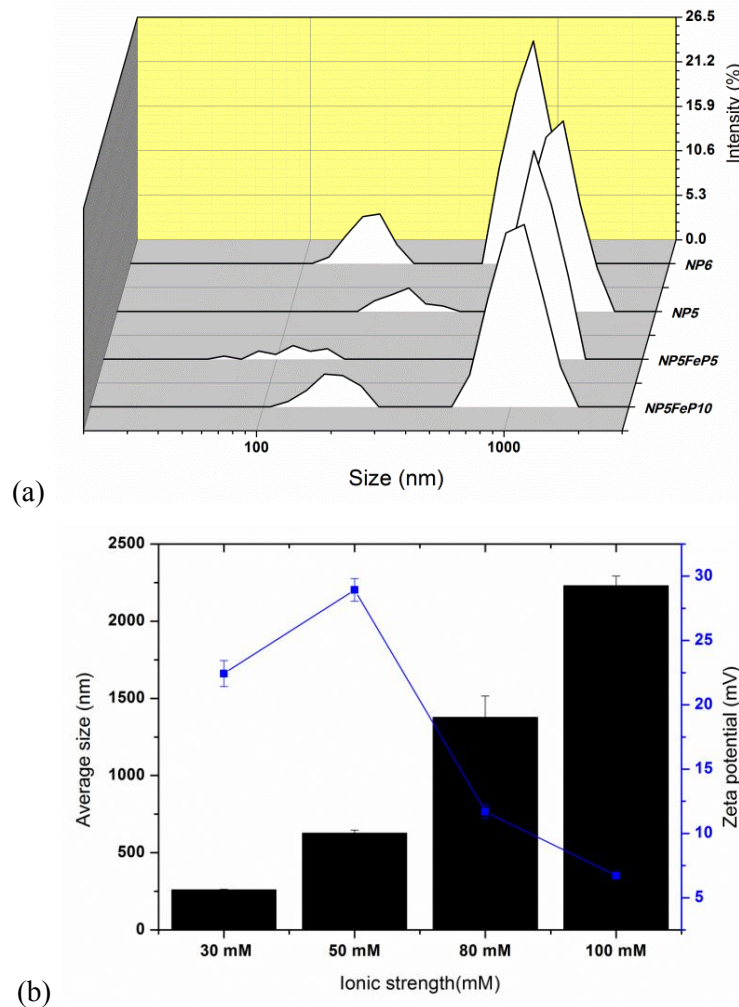 26.5
21.2
15.9
10.6
5.3
0.0
Intensity (%)
NP6
NP5
NP5FeP5
NP5FeP10
100
1000
Size (nm)
(a)
2500
2000
1500
1000
500
0
Average size (nm)
30
25
20
15
10
5
Zeta potential (mV)
30 mM 50 mM 80 mM 100 mM
Ionic strength(mM)
(b)